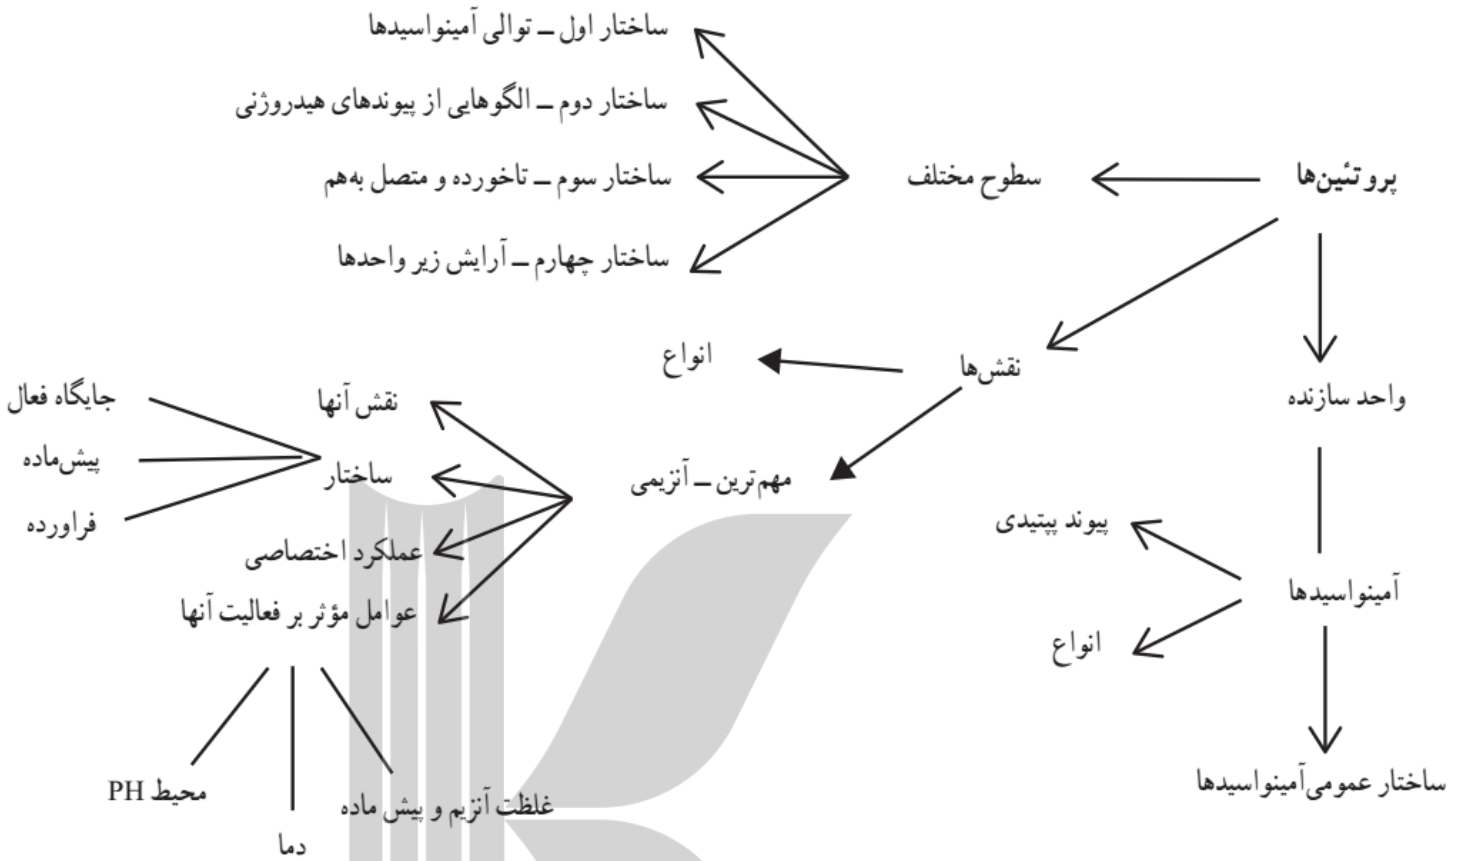 ساختار اول – توالی آمینواسیدها
ساختار دوم – الگوهایی از پیوندهای هیدروژنی
پروتئین‌ها
سطوح مختلف
ساختار سوم – تاخورده و متصل به‌هم
ساختار چهارم – آرایش زیر واحدها
نقش‌ها
انواع
واحد سازنده
نقش آنها
جایگاه فعال
مهم‌ترین – آنزیمی
ساختار
پیش‌ماده
پیوند پپتیدی
فراورده
عملکرد اختصاصی
آمینواسیدها
عوامل مؤثر بر فعالیت آنها
انواع
ساختار عمومی‌آمینواسیدها
غلظت آنزیم و پیش ماده
محیط PH
دما